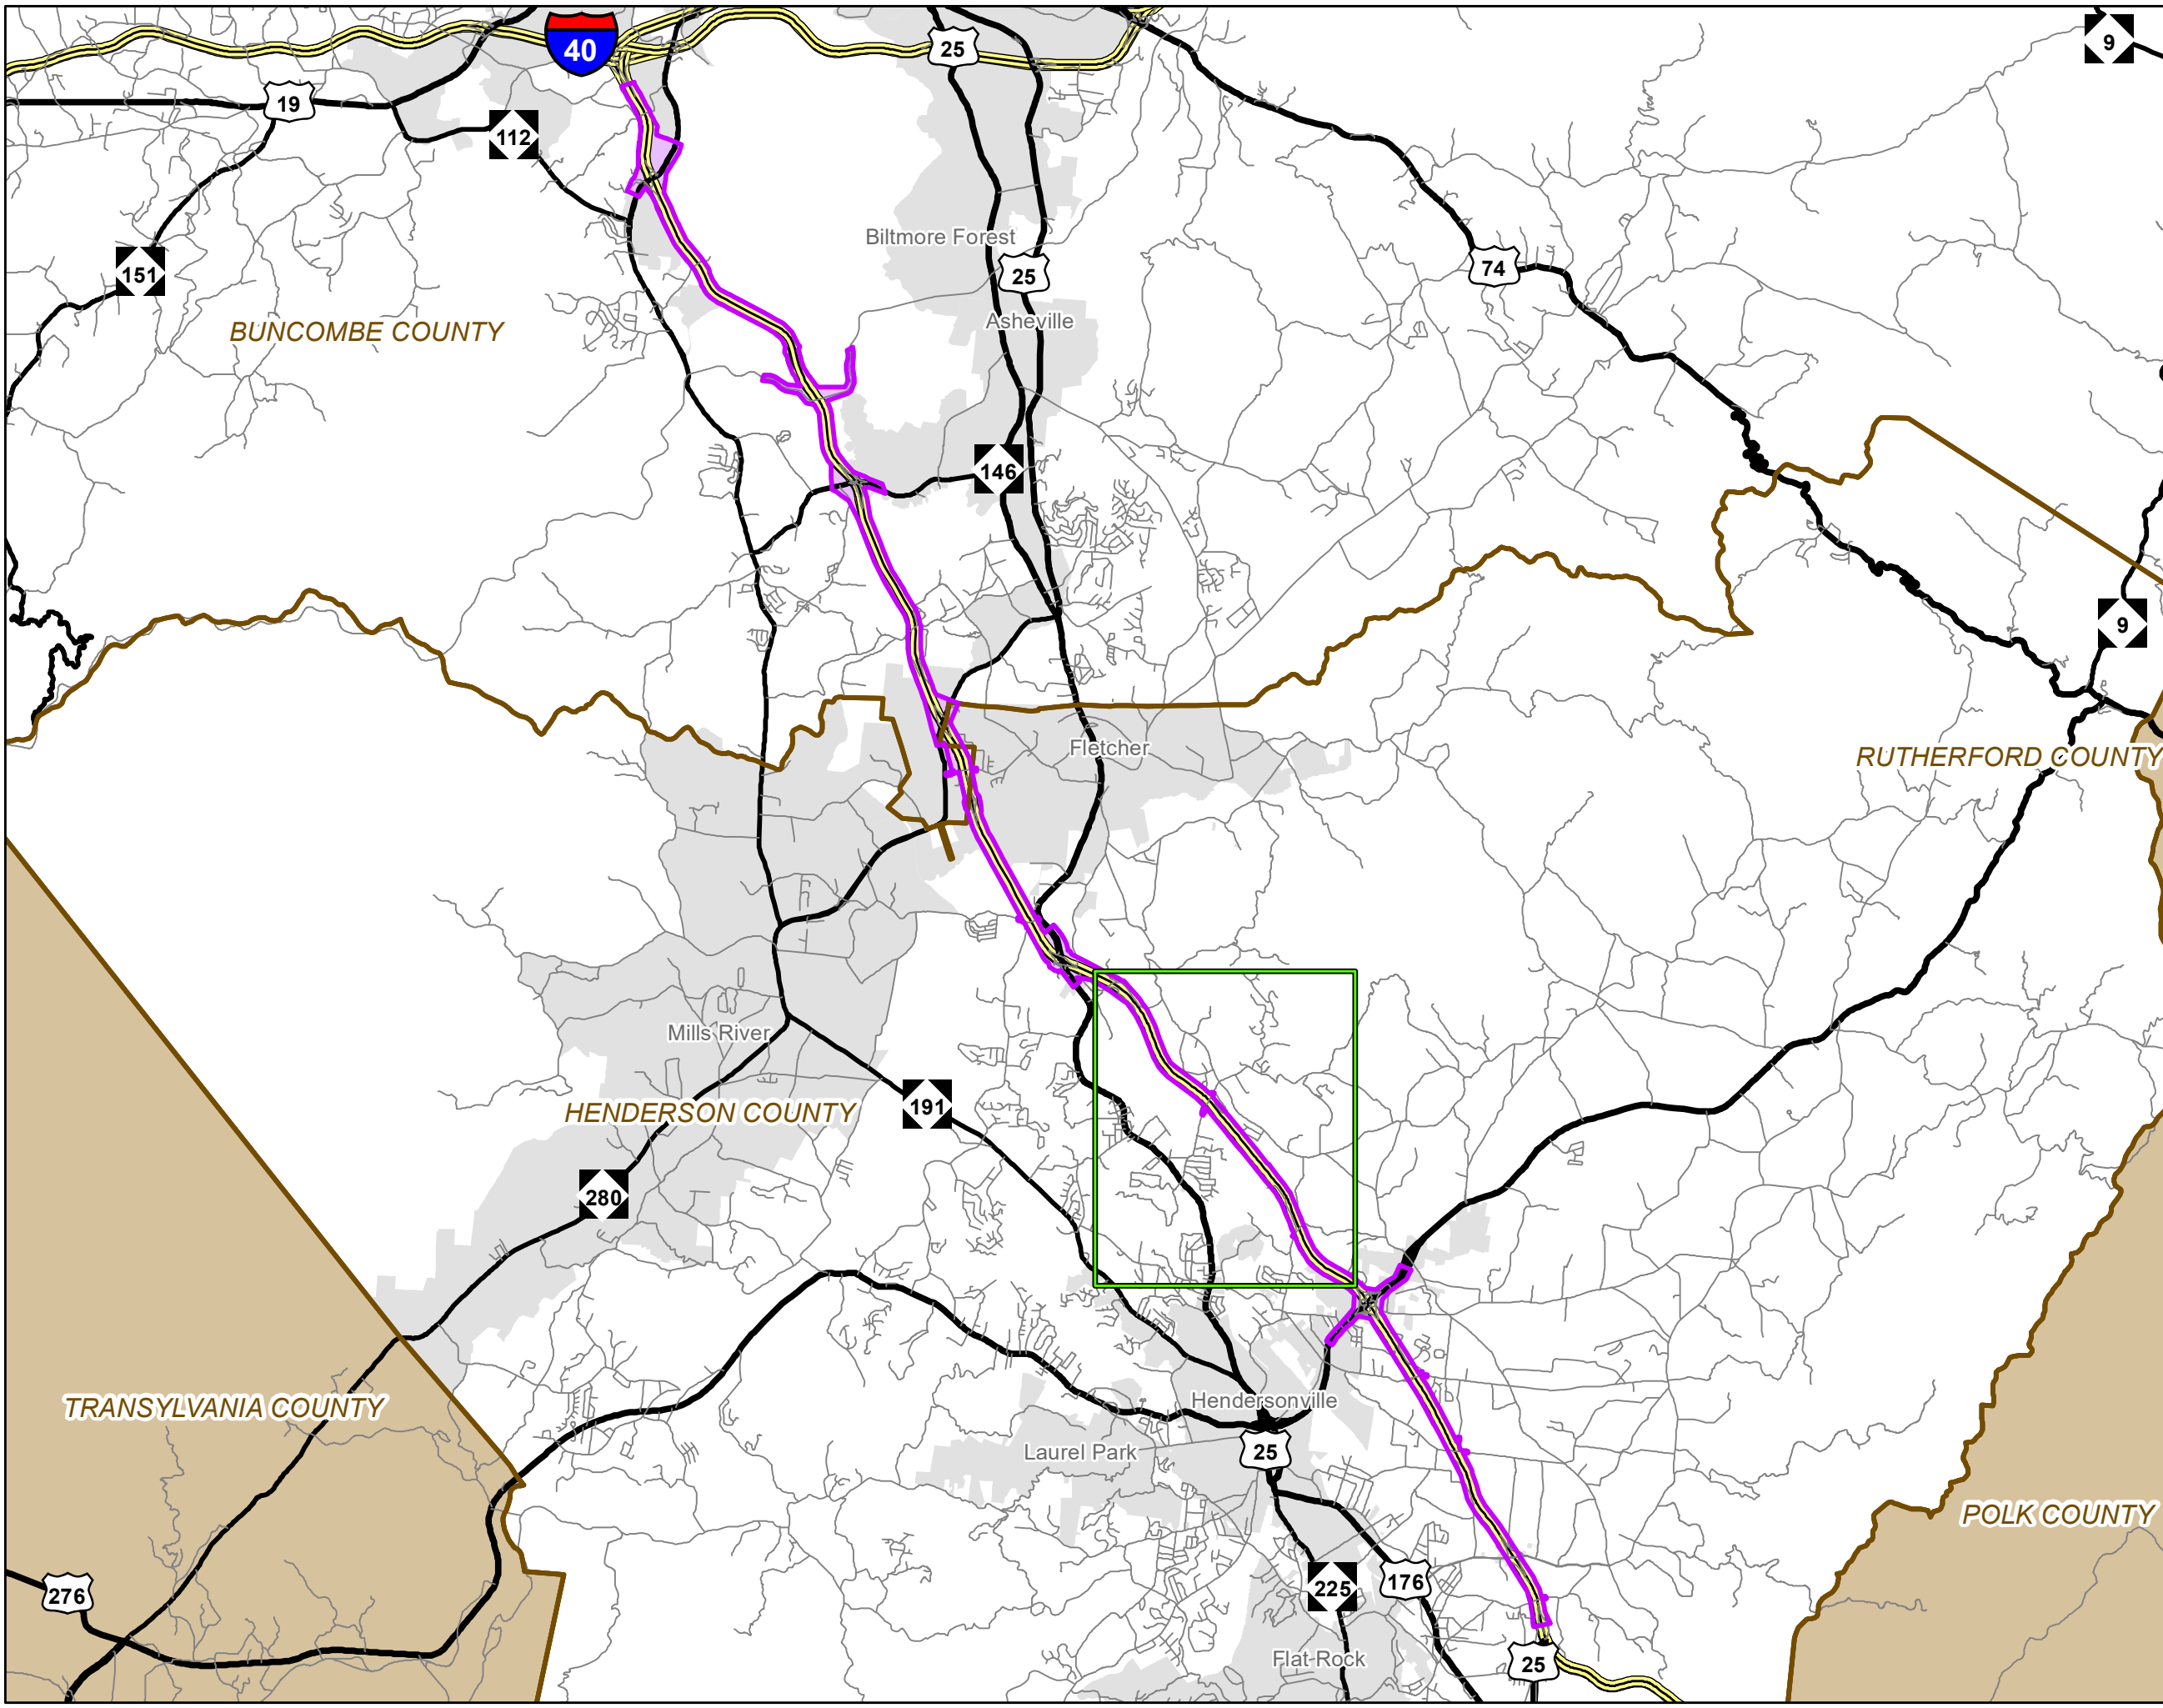 40
25
9
19
112
Biltmore Forest
151
25
74
Asheville
BUNCOMBE COUNTY
146
9
Fletcher
RUTHERFORD COUNTY
Mills River
191
HENDERSON COUNTY
280
TRANSYLVANIA COUNTY
Hendersonville
25
Laurel Park
POLK COUNTY
276
225
176
Flat Rock
25